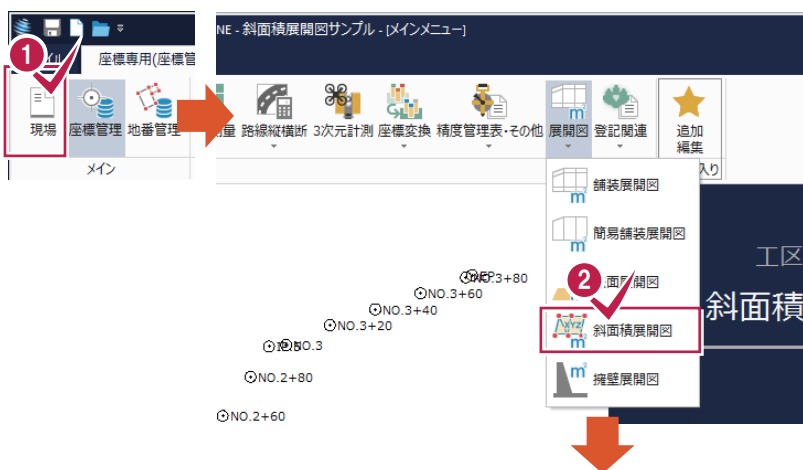 NE - 斜面積展開図サンプル - [メインメニュー]
1
座標専用(座標管
現場
座標管理
地番管理
メイン
量
路線縦横断
3次元計測
座標変換
精度管理表・その他
展開図
登記関連
追加
編集
入り
舗装展開図
簡易舗装展開図
2
面展開図
斜面積展開図
擁壁展開図
工区
斜面積
NO.3+80
NO.3+60
NO.3+40
NO.3+20
NO.3
NO.2+80
NO.2+60